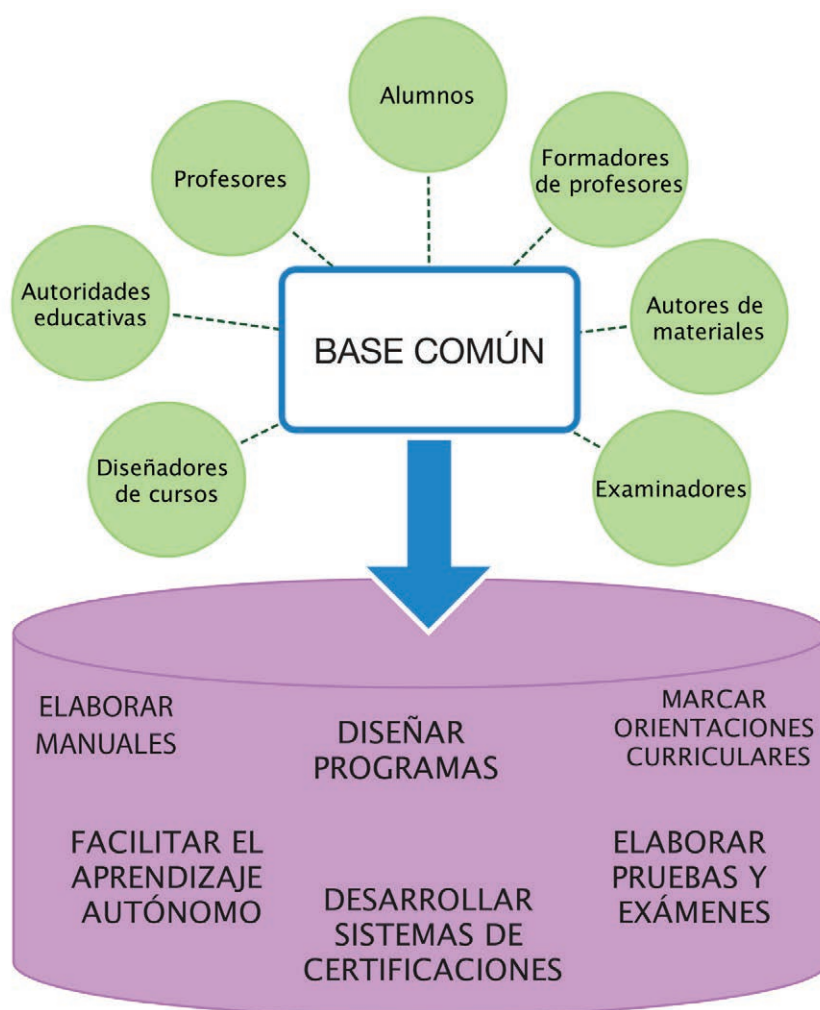 Alumnos
Profesores
Formadores
de profesores
Autoridades
educativas
Autores de
materiales
BASE COMÚN
Diseñadores
de cursos
Examinadores
ELABORAR
MANUALES
DISEÑAR
PROGRAMAS
MARCAR
ORIENTACIONES
CURRICULARES
FACILITAR EL
APRENDIZAJE
AUTÓNOMO
DESARROLLAR
SISTEMAS DE
CERTIFICACIONES
ELABORAR
PRUEBAS Y
EXÁMENES